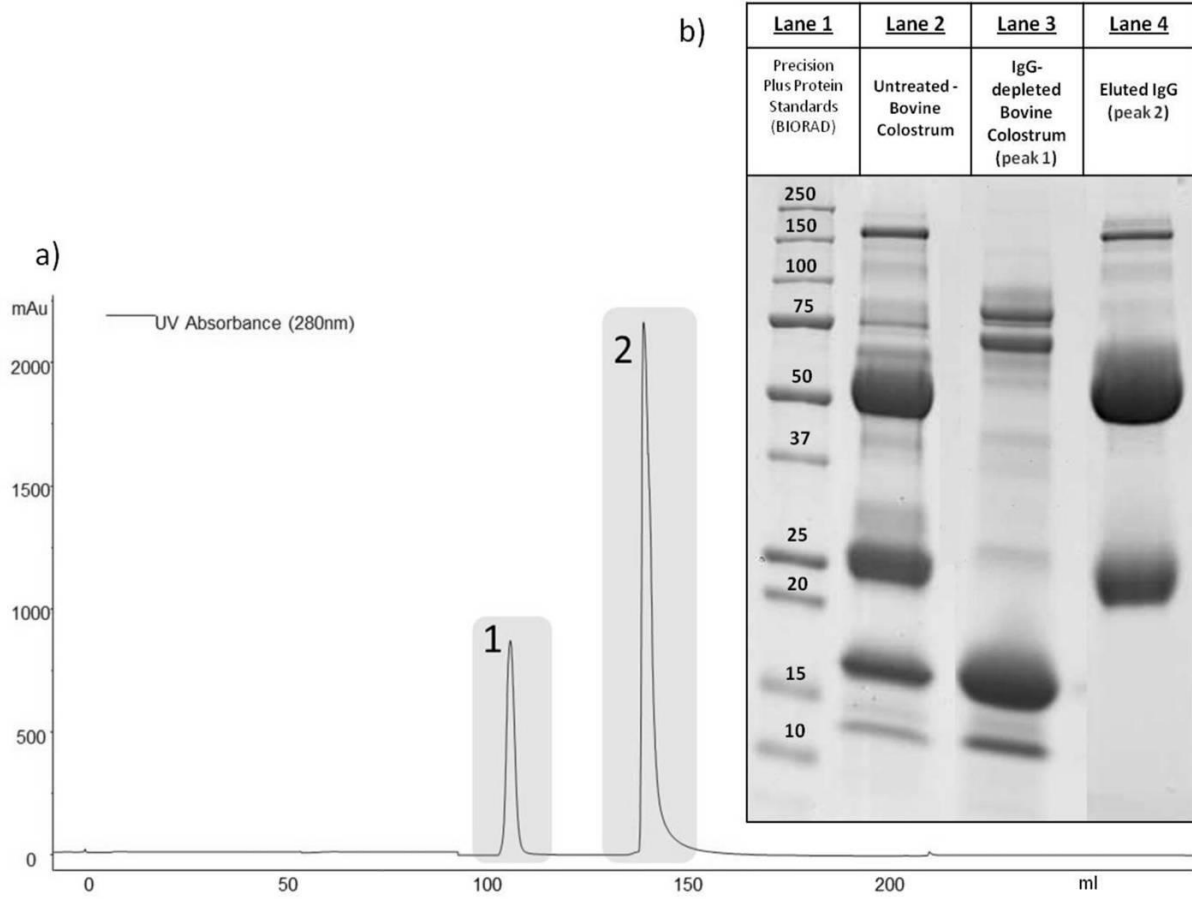 b)
Lane 1 Lane 2 Lane 3 Lane 4
Precision
Plus Protein
Standards
(BIORAD)
Untreated -
Bovine
Colostrum
IgG-
depleted
Bovine
Colostrum
(peak 1)
Eluted IgG
(peak 2)
250
150
100
75
50
37
25
20
15
10
a)
mAu
UV Absorbance (280nm)
2000
1500
1000
500
0
1
2
0 50 100 150 200 ml